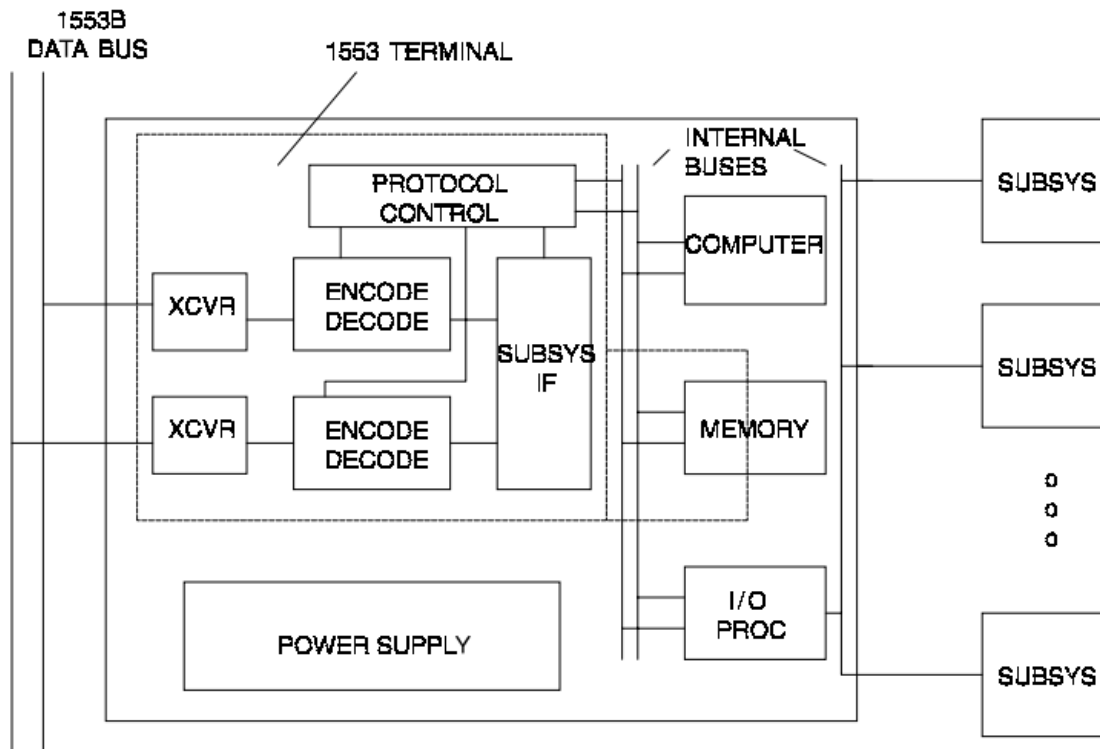 1553B
DATA BUS
1553 TERMINAL
INTERNAL
BUSES
PROTOCOL
CONTROL
SUBSYS
COMPUTER
XCVR
ENCODE
DECODE
SUBSYS
IF
SUBSYS
XCVR
ENCODE
DECODE
MEMORY
o
o
o
I/O
PROC
POWER SUPPLY
SUBSYS